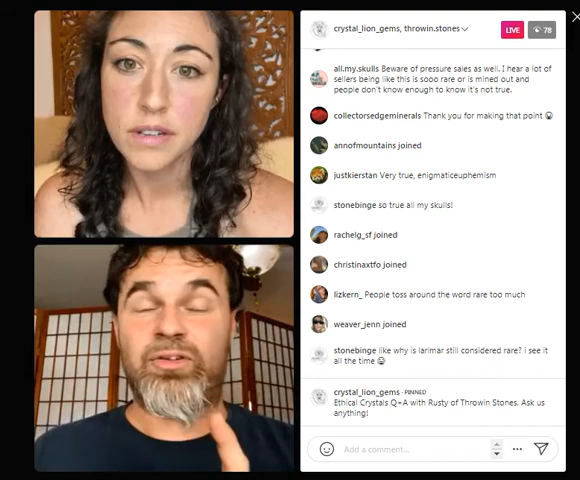 crystal_lion_gems, throwin.stones
LIVE
78
all.my.skulls Beware of pressure sales as well. I hear a lot of
sellers being like this is sooo rare or is mined out and
people don't know enough to know it's not true.
collectorsedgeminerals Thank you for making that point
annofmountains joined
justkierstan Very true, enigmaticeuphemism
stonebinge so true all my skulls!
rachelg_sf joined
christinaxtfo joined
lizkern_ People toss around the word rare too much
weaver_jenn joined
stonebinge like why is larimar still considered rare? i see it
all the time
crystal_lion_gems · PINNED
Ethical Crystals Q+A with Rusty of Throwin Stones. Ask us
anything!
Add a comment...